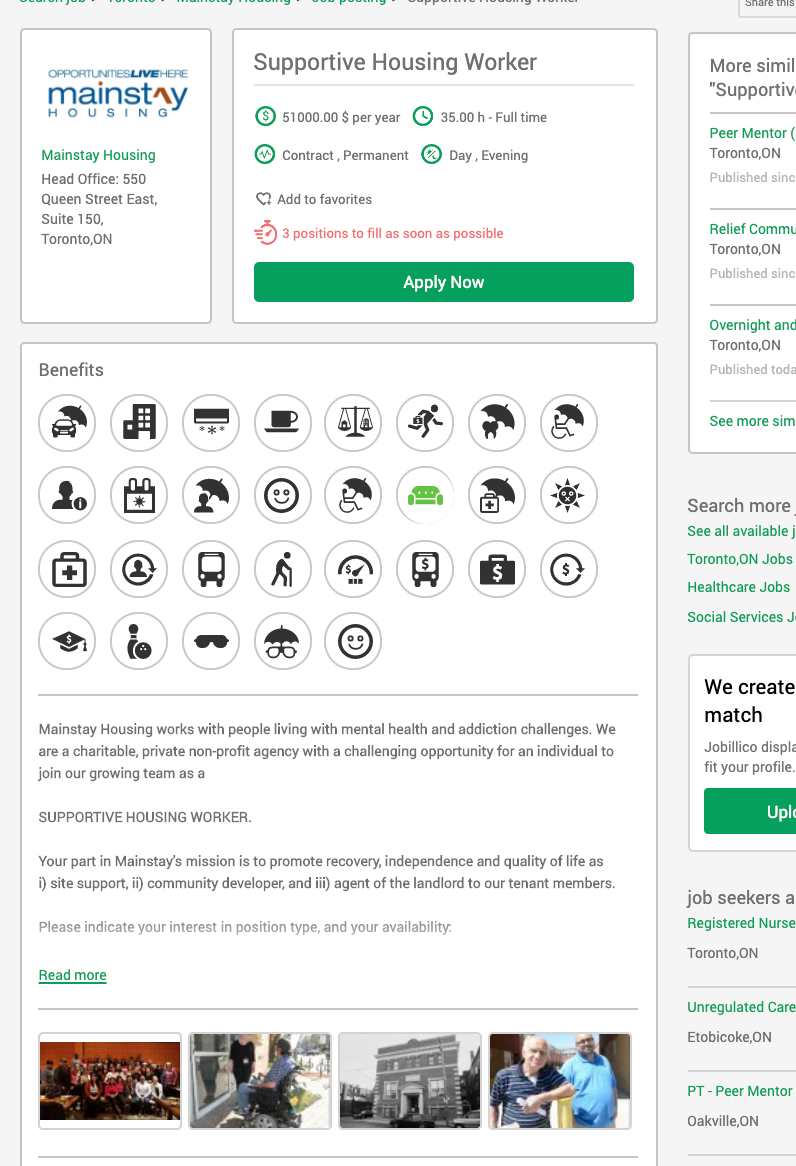 Search job
Toronto
Mainstay Housing
Job posting
Supportive Housing Worker
Share this
OPPORTUNITIESLIVEHERE
mainstay
HOUSING
Mainstay Housing
Head Office: 550
Queen Street East,
Suite 150,
Toronto,ON
Supportive Housing Worker
51000.00 $ per year
35.00 h - Full time
Contract , Permanent
Day , Evening
Add to favorites
3 positions to fill as soon as possible
Apply Now
Benefits
Mainstay Housing works with people living with mental health and addiction challenges. We
are a charitable, private non-profit agency with a challenging opportunity for an individual to
join our growing team as a
SUPPORTIVE HOUSING WORKER.
Your part in Mainstay's mission is to promote recovery, independence and quality of life as
i) site support, ii) community developer, and iii) agent of the landlord to our tenant members.
Please indicate your interest in position type, and your availability:
Read more
More simil
"Supportive
Peer Mentor (
Toronto,ON
Published sinc
Relief Commu
Toronto,ON
Published sinc
Overnight and
Toronto,ON
Published toda
See more sim
Search more j
See all available j
Toronto,ON Jobs
Healthcare Jobs
Social Services Jo
We create
match
Jobillico displa
fit your profile.
Uplo
job seekers a
Registered Nurse
Toronto,ON
Unregulated Care
Etobicoke,ON
PT - Peer Mentor
Oakville,ON